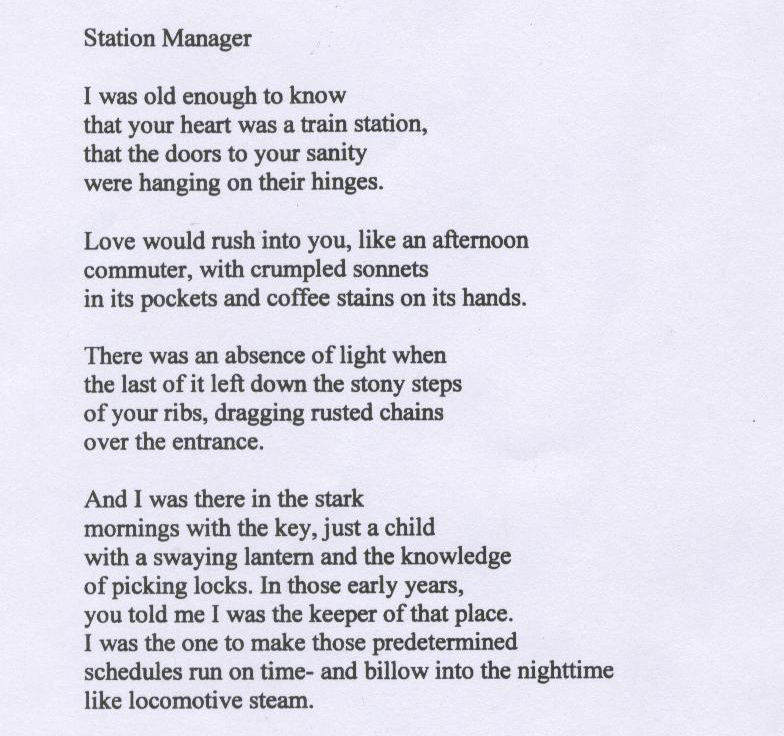 Station Manager
I was old enough to know
that your heart was a train station,
that the doors to your sanity
were hanging on their hinges.
Love would rush into you, like an afternoon
commuter, with crumpled sonnets
in its pockets and coffee stains on its hands.
There was an absence of light when
the last of it left down the stony steps
of your ribs, dragging rusted chains
over the entrance.
And I was there in the stark
mornings with the key, just a child
with a swaying lantern and the knowledge
of picking locks. In those early years,
you told me I was the keeper of that place.
I was the one to make those predetermined
schedules run on time- and billow into the nighttime
like locomotive steam.